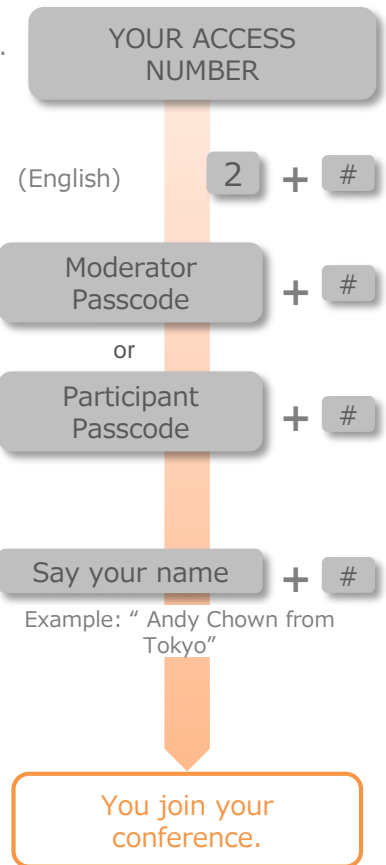 .
YOUR ACCESS
NUMBER
(English) 2 + #
Moderator
Passcode + #
or
Participant
Passcode + #
Say your name + #
Example: “ Andy Chown from
Tokyo”
You join your
conference.